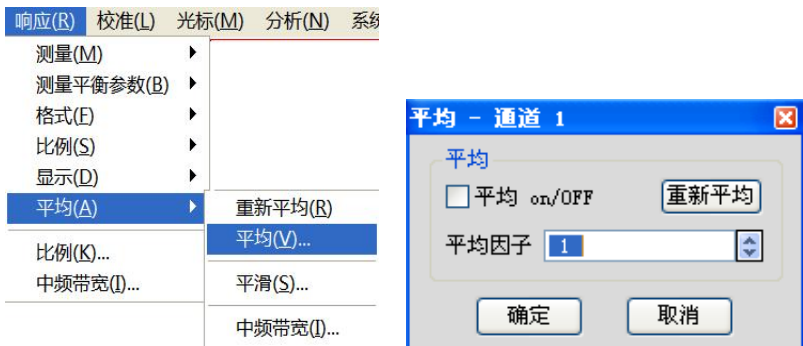 响应(R) 校准(L) 光标(M) 分析(N) 系统
测量(M)
测量平衡参数(B)
格式(F)
比例(S)
显示(D)
平均(A)
比例(K)...
中频带宽(I)...
重新平均(R)
平均(V)...
平滑(S)...
中频带宽(I)...
平均 - 通道 1
平均
平均 on/OFF 重新平均
平均因子 1
确定 取消